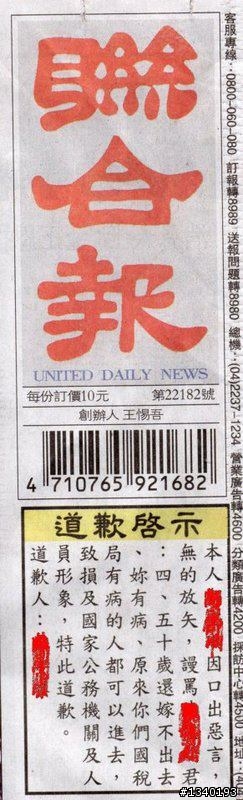 聯合報
UNITED DAILY NEWS
每份訂價10元 第22182號
創辦人 王惕吾
4 710765 921682
客服專線：0800-060-080 訂報轉8989 送報問題轉8980 總機：(04)2237-1234 營業廣告轉4600 分類廣告轉4200 採訪中心轉4500 地址：
道歉啓示
本人 因口出惡言，
無的放矢，謾罵 君
：四、五十歲還嫁不出去
、妳有病、原來你們國稅
局有病的人都可以進去，
致損及國家公務機關及人
員形象，特此道歉。
道歉人：
#1340193